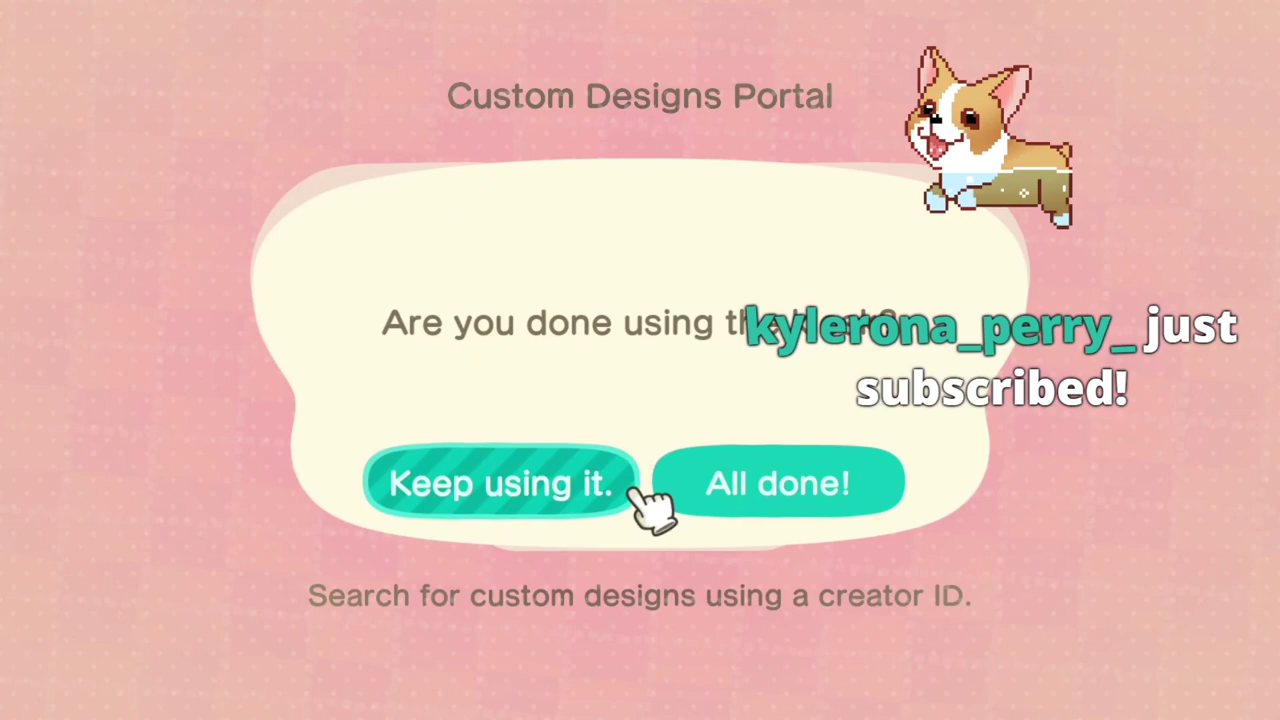 Custom Designs Portal
Are you done using
kylerona_perry_ just
subscribed!
Keep using it.
All done!
Search for custom designs using a creator ID.